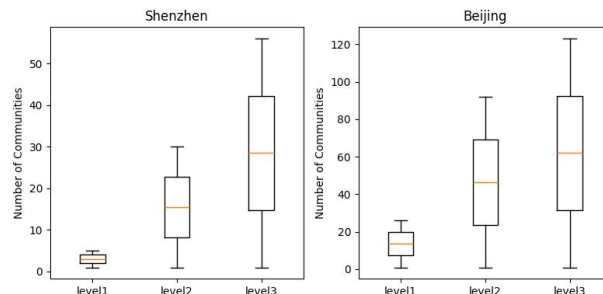 Shenzhen
Number of Communities
50
40
30
20
10
0
level1
level2
level3
Beijing
Number of Communities
120
100
80
60
40
20
0
level1
level2
level3